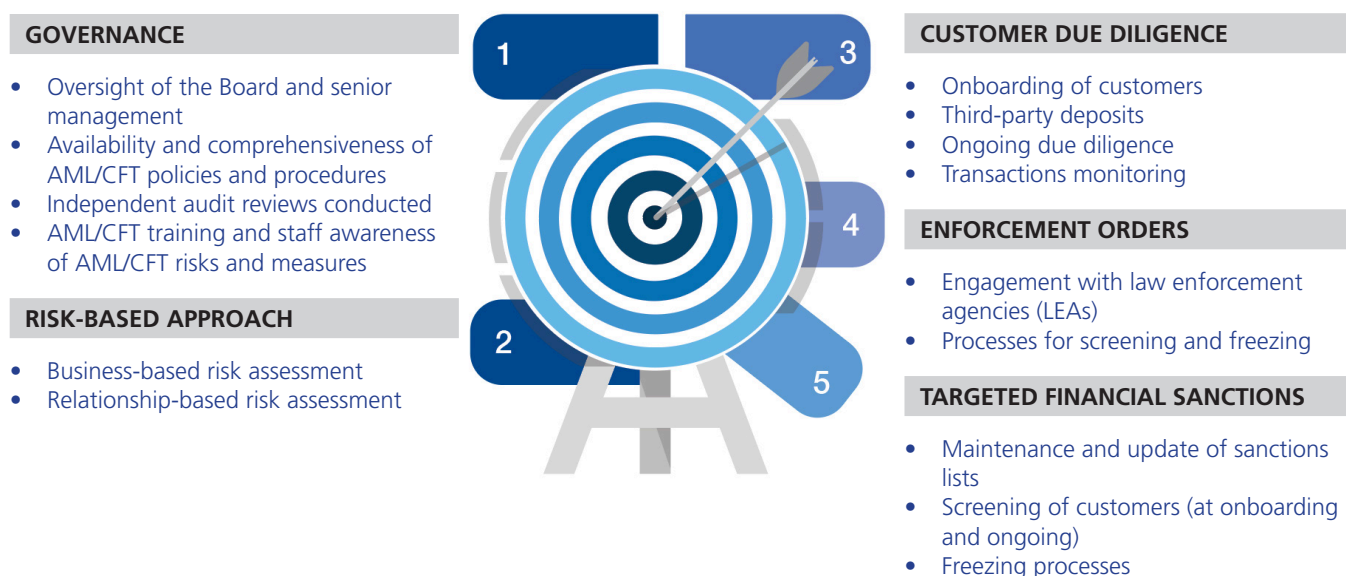 GOVERNANCE
• Oversight of the Board and senior
management
• Availability and comprehensiveness of
AML/CFT policies and procedures
• Independent audit reviews conducted
• AML/CFT training and staff awareness
of AML/CFT risks and measures
RISK-BASED APPROACH
• Business-based risk assessment
• Relationship-based risk assessment
1
2
3
4
5
CUSTOMER DUE DILIGENCE
• Onboarding of customers
• Third-party deposits
• Ongoing due diligence
• Transactions monitoring
ENFORCEMENT ORDERS
• Engagement with law enforcement
agencies (LEAs)
• Processes for screening and freezing
TARGETED FINANCIAL SANCTIONS
• Maintenance and update of sanctions
lists
• Screening of customers (at onboarding
and ongoing)
• Freezing processes